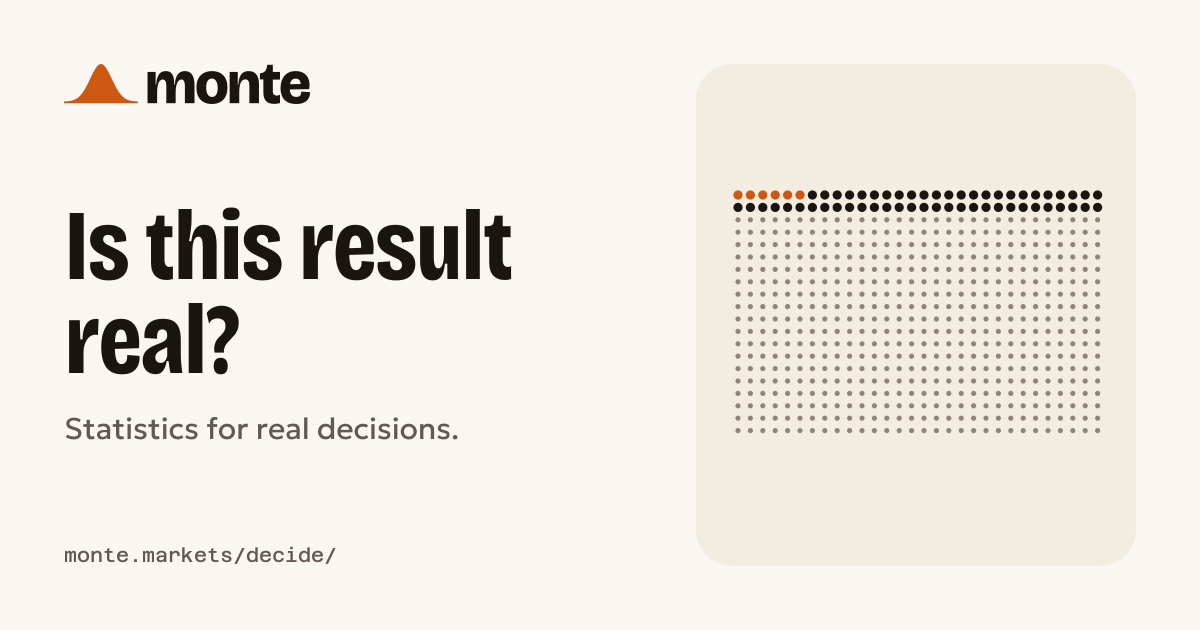 monte
Is this result
real?
Statistics for real decisions.
monte.markets/decide/